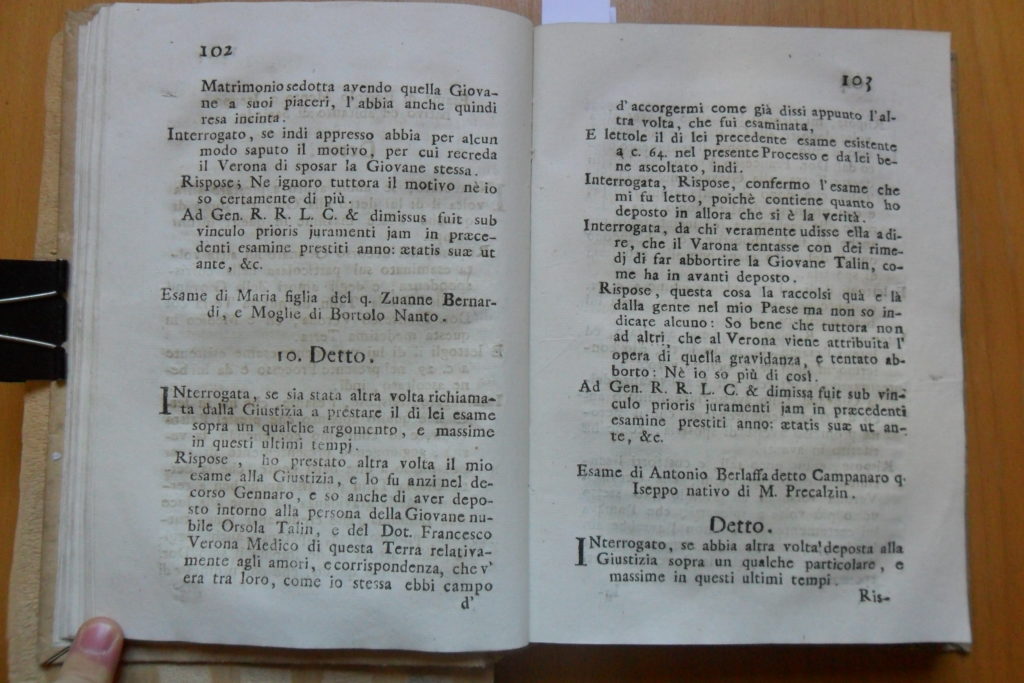 102
Matrimonio sedotta avendo quella Giova-
ne a suoi piaceri, l'abbia anche quindi
resa incinta.
Interrogato, se indi appresso abbia per alcun
modo saputo il motivo, per cui recreda
il Verona di sposar la Giovane stessa.
Rispose; Ne ignoro tuttora il motivo nè io
so certamente di più.
Ad Gen. R. R. L. C. & dimissus fuit sub
vinculo prioris juramenti jam in præce-
denti esamine prestiti anno: ætatis suæ ut
ante, &c.
Esame di Maria figlia del q. Zuanne Bernar-
di, e Moglie di Bortolo Nanto.
10. Detto.
INterrogata, se sia stata altra volta richiama-
ta dalla Giustizia a prestare il di lei esame
sopra un qualche argomento, e massime
in questi ultimi tempj.
Rispose, ho prestato altra volta il mio
esame alla Giustizia, e lo fu anzi nel de-
corso Gennaro, e so anche di aver depo-
sto intorno alla persona della Giovane nu-
bile Orsola Talin, e del Dot. Francesco
Verona Medico di questa Terra relativa-
mente agli amori, e corrispondenza, che v'
era tra loro, come io stessa ebbi campo
d'
103
d'accorgermi come già dissi appunto l'al-
tra volta, che fui esaminata,
E lettole il di lei precedente esame esistente
a c. 64. nel presente Processo e da lei be-
ne ascoltato, indi.
Interrogata, Rispose, confermo l'esame che
mi fu letto, poichè contiene quanto ho
deposto in allora che si è la verità.
Interrogata, da chi veramente udisse ella a di-
re, che il Varona tentasse con dei rime-
dj di far abbortire la Giovane Talin, co-
me ha in avanti deposto.
Rispose, questa cosa la raccolsi quà e là
dalla gente nel mio Paese ma non so in-
dicare alcuno: So bene che tuttora non
ad altri, che al Verona viene attribuita l'
opera di quella gravidanza, e tentato ab-
borto: Nè io so più di così.
Ad Gen. R. R. L. C. & dimissa fuit sub vin-
culo prioris juramenti jam in præcedenti
esamine prestiti anno: ætatis suæ ut an-
te, &c.
Esame di Antonio Berlaffa detto Campanaro q.
Iseppo nativo di M. Precalzin.
Detto.
INterrogato, se abbia altra volta deposta alla
Giustizia sopra un qualche particolare, e
massime in questi ultimi tempi.
Ris-